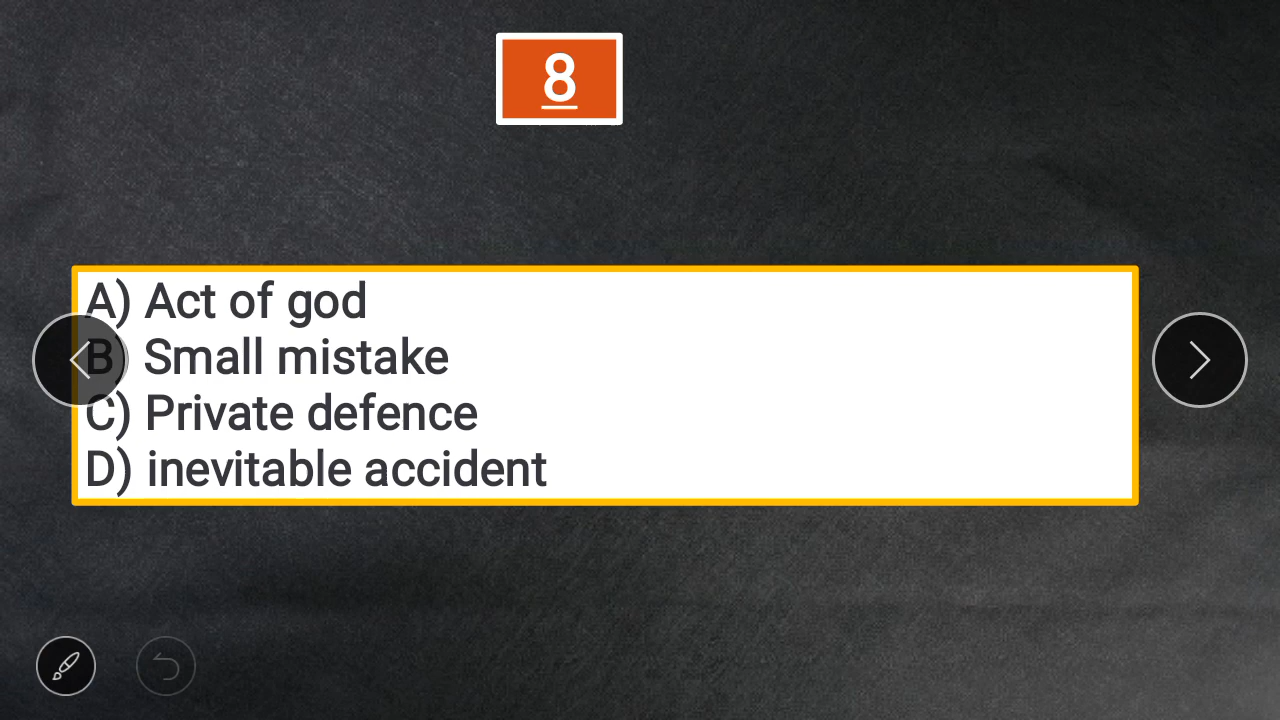 8
A) Act of god
B) Small mistake
C) Private defence
D) inevitable accident